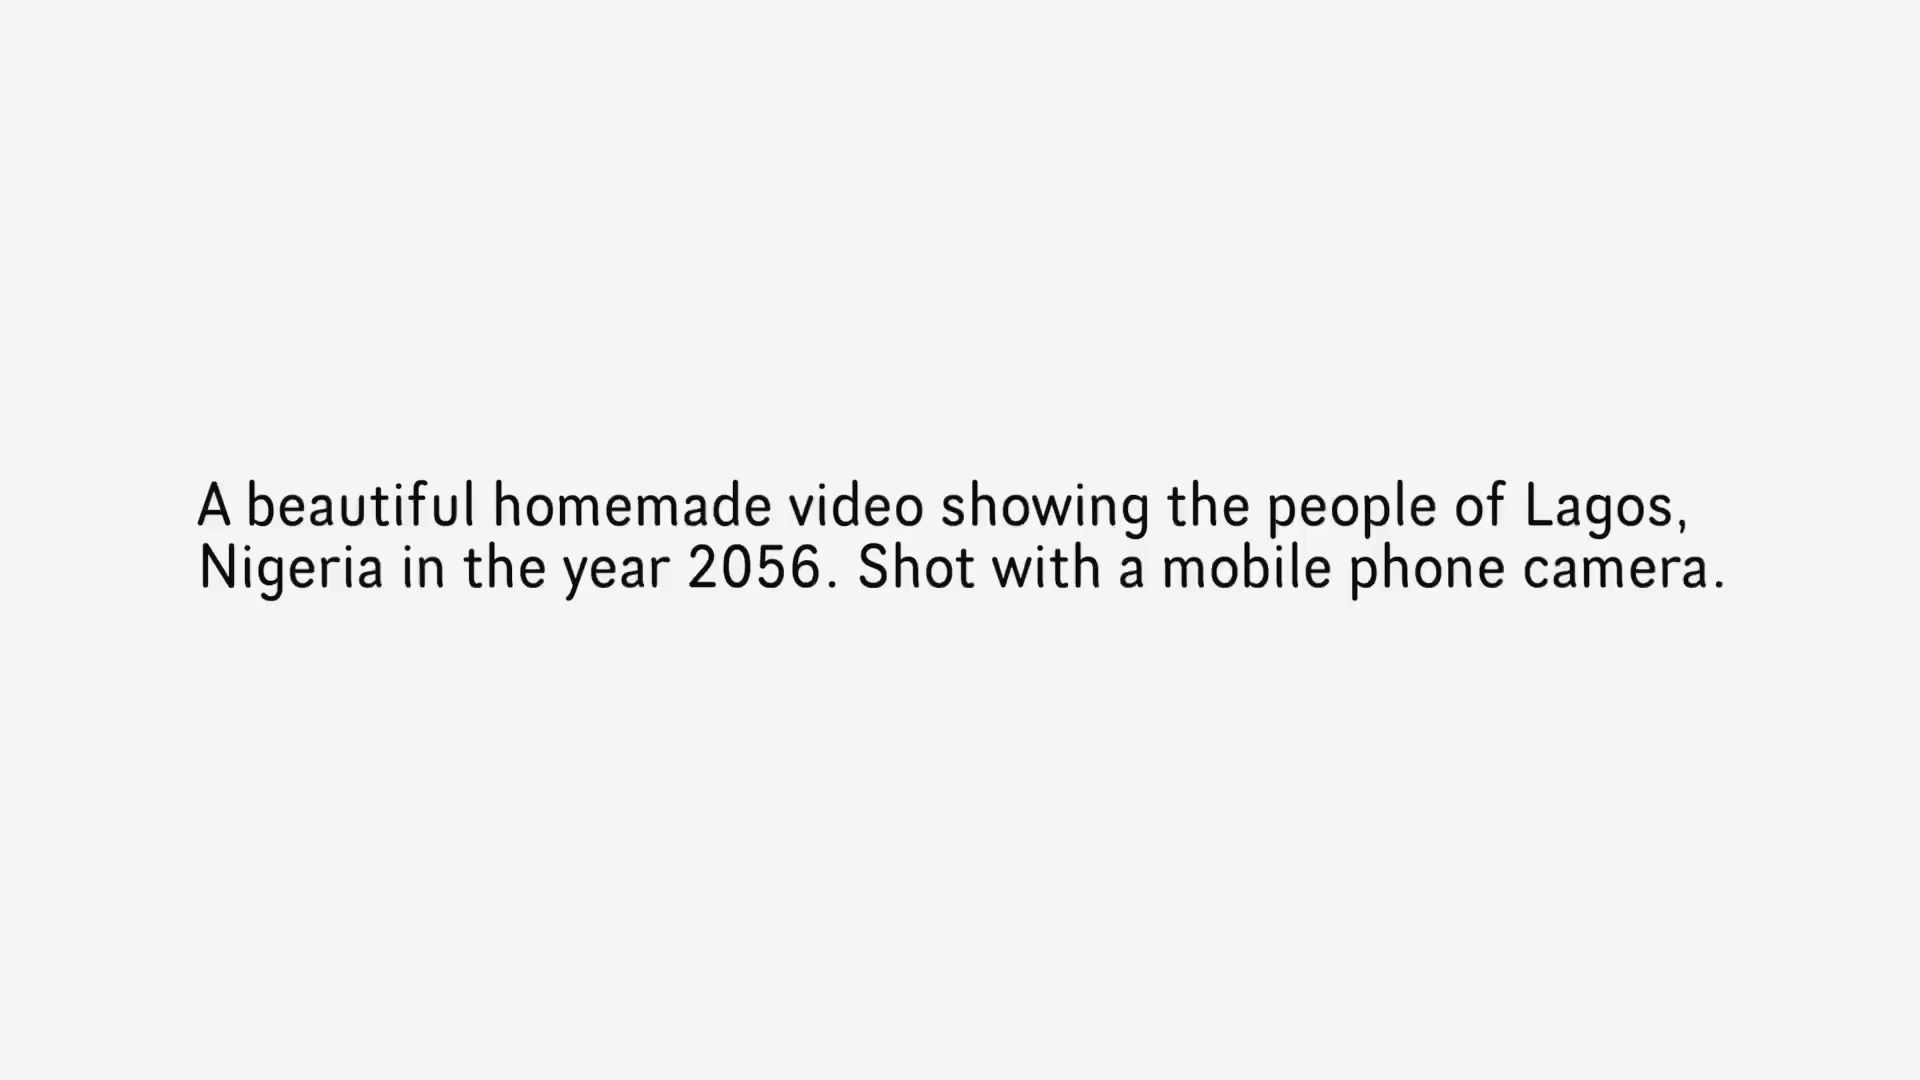 A beautiful homemade video showing the people of Lagos,
Nigeria in the year 2056. Shot with a mobile phone camera.